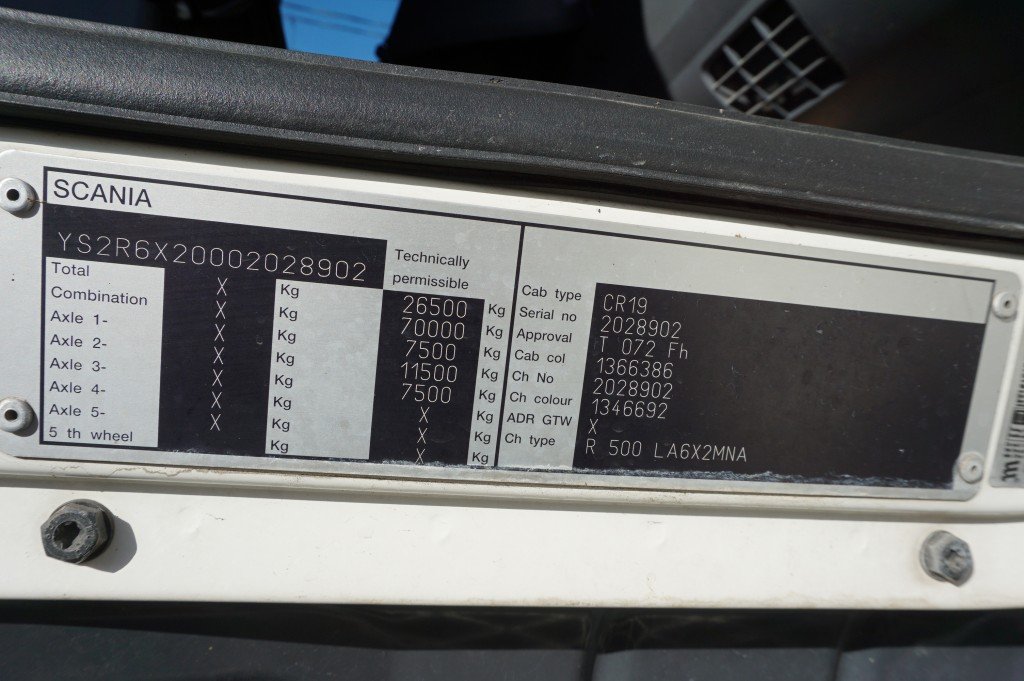 SCANIA
YS2R6X20002028902
Technically
permissible
Total X Kg 26500 Kg
Combination X Kg 70000 Kg
Axle 1- X Kg 7500 Kg
Axle 2- X Kg 11500 Kg
Axle 3- X Kg 7500 Kg
Axle 4- X Kg X Kg
Axle 5- X Kg X Kg
5 th wheel Kg X Kg
Cab type CR19
Serial no 2028902
Approval T 072 Fh
Cab col 1366386
Ch No 2028902
Ch colour 1346692
ADR GTW X
Ch type R 500 LA6X2MNA